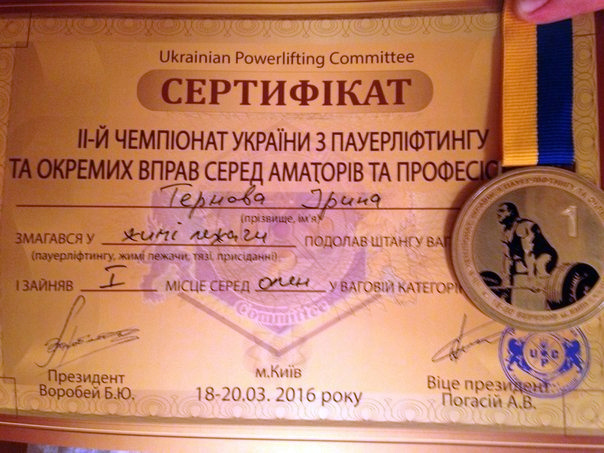 Ukrainian Powerlifting Committee
СЕРТИФІКАТ
ІІ-Й ЧЕМПІОНАТ УКРАЇНИ З ПАУЕРЛІФТИНГУ
ТА ОКРЕМИХ ВПРАВ СЕРЕД АМАТОРІВ ТА ПРОФЕСІ
Тернова Ірина
(прізвище, ім'я)
ЗМАГАВСЯ У жимі лежачи ПОДОЛАВ ШТАНГУ ВАГ
(пауерліфтингу, жимі лежачи, тязі, присіданні)
І ЗАЙНЯВ І МІСЦЕ СЕРЕД опен У ВАГОВІЙ КАТЕГОРІ
Committee
1
UPC
Президент
Воробей Б.Ю.
м.Київ
18-20.03. 2016 року
Віце президент
Погасій А.В.